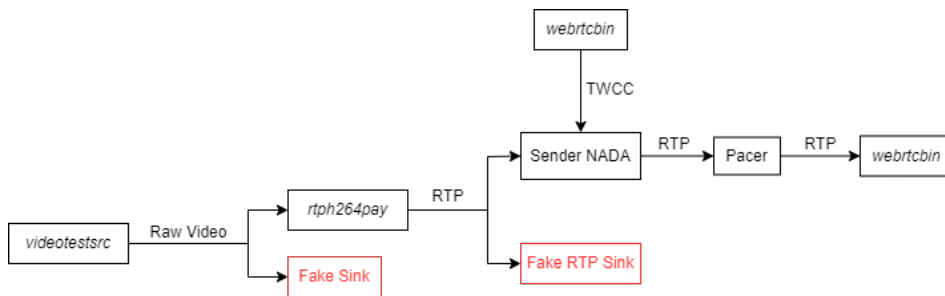 webrtcbin
TWCC
Sender NADA
RTP
Pacer
RTP
webrtcbin
rtph264pay
RTP
videotestsrc
Raw Video
Fake Sink
Fake RTP Sink